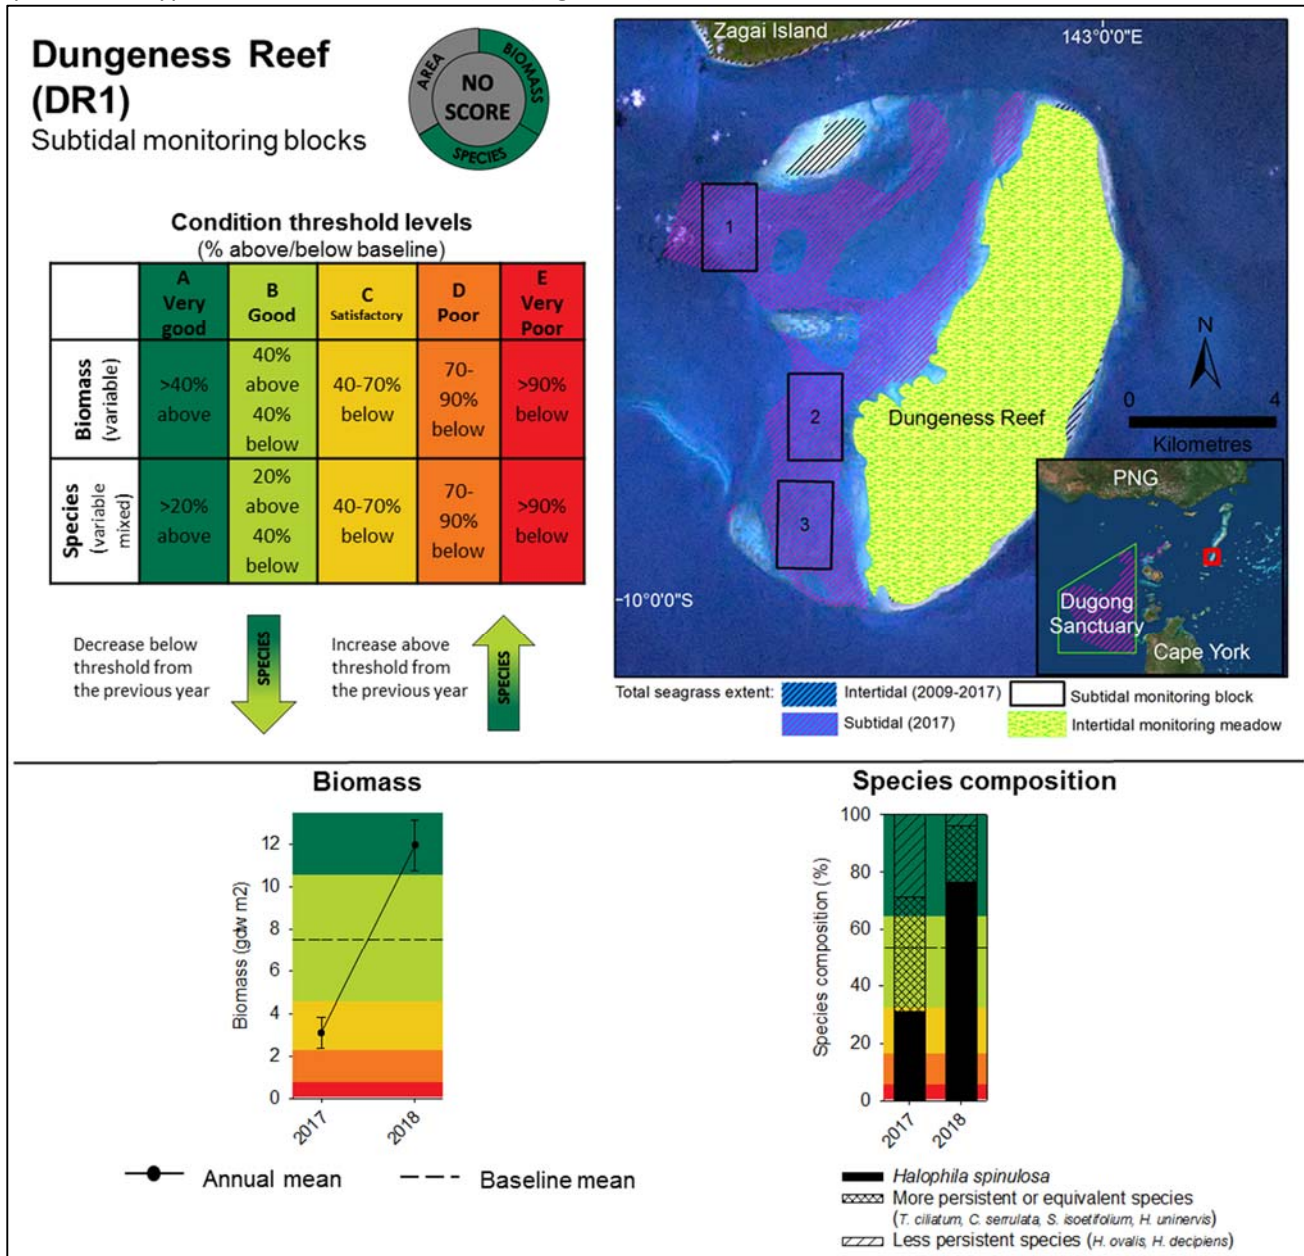 Dungeness Reef
(DR1)
Subtidal monitoring blocks
AREA
BIOMASS
NO
SCORE
SPECIES
Condition threshold levels
(% above/below baseline)
A
Very
good
B
Good
C
Satisfactory
D
Poor
E
Very
Poor
Biomass
(variable)
>40%
above
40%
above
40%
below
40-70%
below
70-
90%
below
>90%
below
Species
(variable
mixed)
>20%
above
20%
above
40%
below
40-70%
below
70-
90%
below
>90%
below
Decrease below
threshold from
the previous year
SPECIES
Increase above
threshold from
the previous year
SPECIES
Zagai Island
143°0'0"E
1
2
3
Dungeness Reef
N
0 4
Kilometres
10°0'0"S
PNG
Dugong
Sanctuary
Cape York
Total seagrass extent:
Intertidal (2009-2017)
Subtidal monitoring block
Subtidal (2017)
Intertidal monitoring meadow
Biomass
Biomass (gdw m2)
12
10
8
6
4
2
0
2017
2018
Annual mean
Baseline mean
Species composition
Species composition (%)
100
80
60
40
20
0
2017
2018
Halophila spinulosa
More persistent or equivalent species
(T. ciliatum, C. serrulata, S. isoetifolium, H. uninervis)
Less persistent species (H. ovalis, H. decipiens)